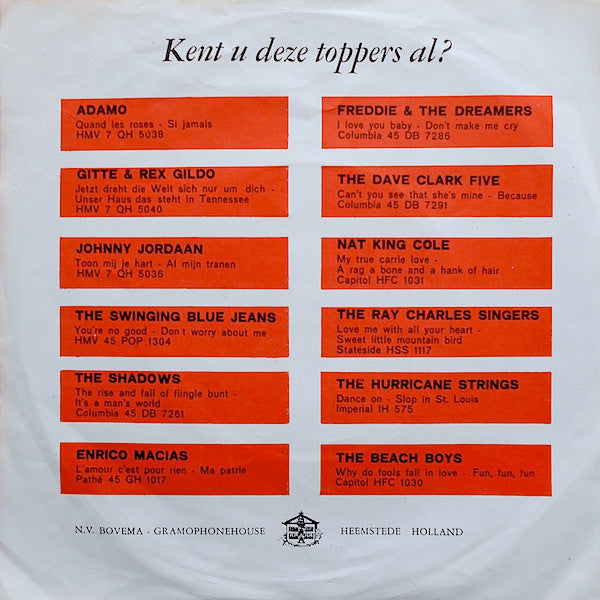 Kent u deze toppers al?
ADAMO
Quand les roses - Si jamais
HMV 7 QH 5038
GITTE & REX GILDO
Jetzt dreht die Welt sich nur um dich -
Unser Haus das steht in Tennessee
HMV 7 QH 5040
JOHNNY JORDAAN
Toon mij je hart - Al mijn tranen
HMV 7 QH 5036
THE SWINGING BLUE JEANS
You're no good - Don't worry about me
HMV 45 POP 1304
THE SHADOWS
The rise and fall of flingle bunt -
It's a man's world
Columbia 45 DB 7261
ENRICO MACIAS
L'amour c'est pour rien - Ma patrie
Pathé 45 GH 1017
FREDDIE & THE DREAMERS
I love you baby - Don't make me cry
Columbia 45 DB 7286
THE DAVE CLARK FIVE
Can't you see that she's mine - Because
Columbia 45 DB 7291
NAT KING COLE
My true carrie love -
A rag a bone and a hank of hair
Capitol HFC 1031
THE RAY CHARLES SINGERS
Love me with all your heart -
Sweet little mountain bird
Stateside HSS 1117
THE HURRICANE STRINGS
Dance on - Slop in St. Louis
Imperial IH 575
THE BEACH BOYS
Why do fools fall in love - Fun, fun, fun
Capitol HFC 1030
N.V. BOVEMA - GRAMOPHONEHOUSE HEEMSTEDE HOLLAND